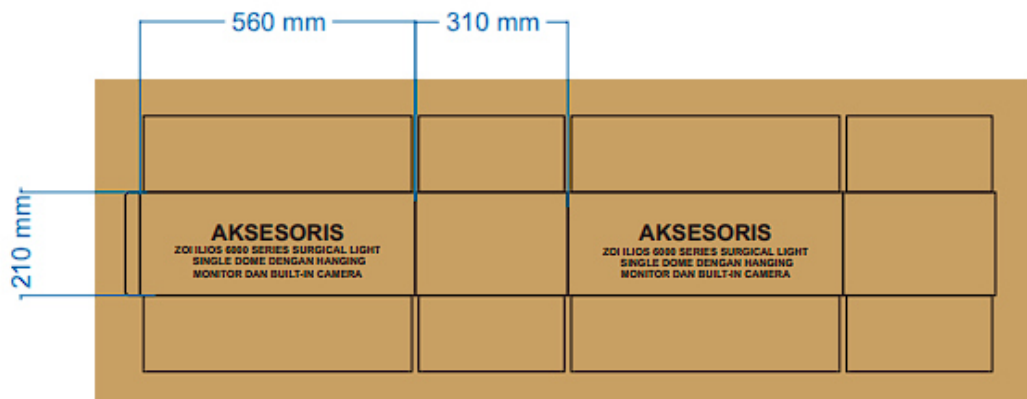 560 mm
310 mm
210 mm
AKSESORIS
ZOI ILIOS 6000 SERIES SURGICAL LIGHT
SINGLE DOME DENGAN HANGING
MONITOR DAN BUILT-IN CAMERA
AKSESORIS
ZOI ILIOS 6000 SERIES SURGICAL LIGHT
SINGLE DOME DENGAN HANGING
MONITOR DAN BUILT-IN CAMERA